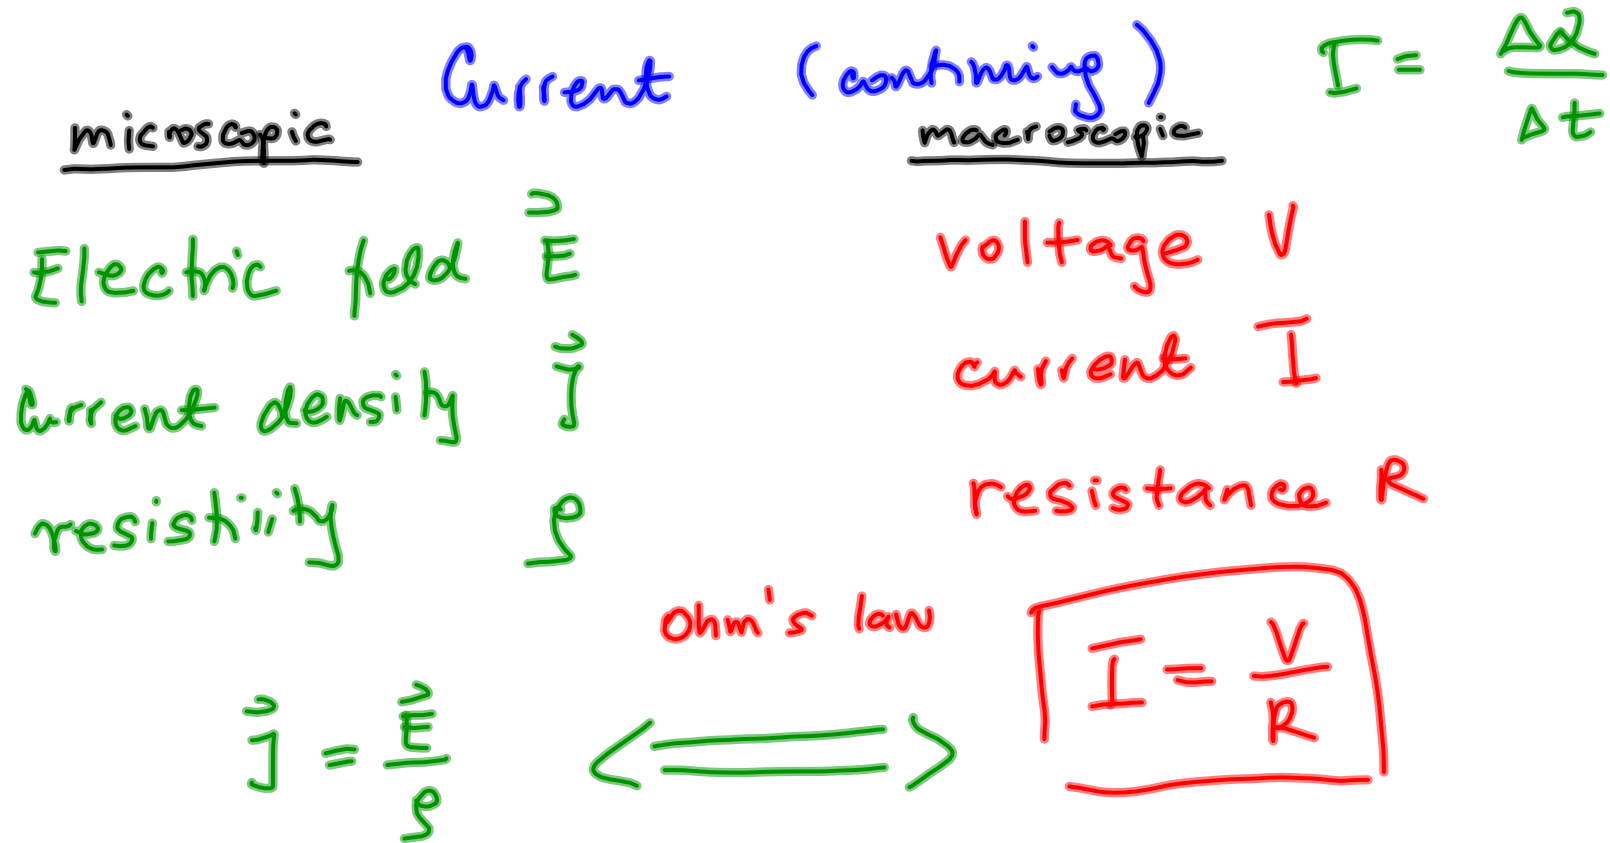 Current (continuing) I = Δq / Δt
microscopic macroscopic
Electric field E⃗ voltage V
Current density J⃗ current I
resistivity ρ resistance R
Ohm's law
J⃗ = E⃗ / ρ ⟺ I = V / R